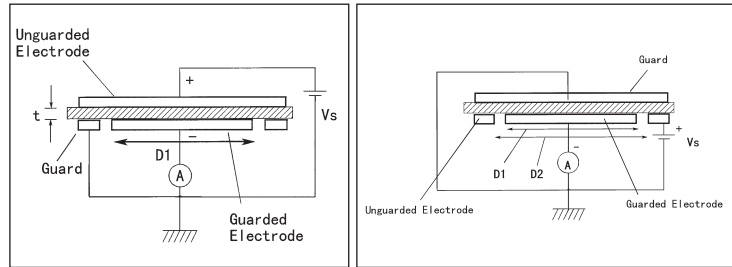 Unguarded
Electrode
+
t
Vs
−
D1
Guard
A
Guarded
Electrode
Guard
+
Vs
−
D1
D2
A
Unguarded Electrode
Guarded Electrode